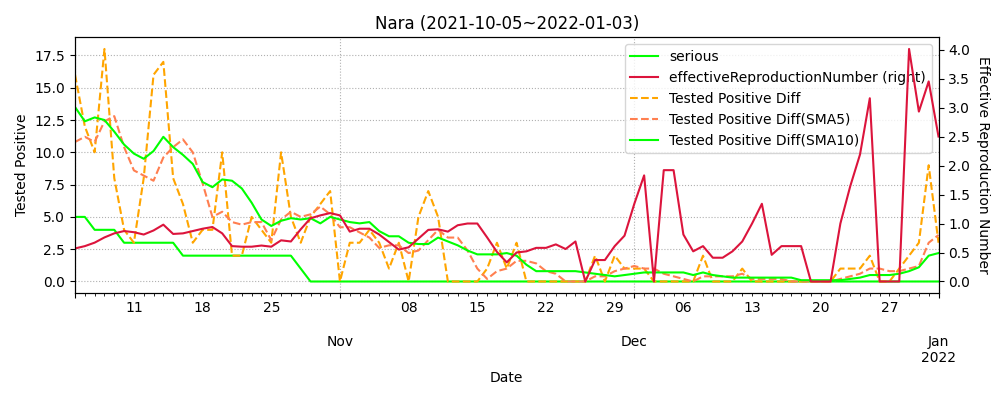 Nara (2021-10-05~2022-01-03)
17.5
15.0
12.5
10.0
7.5
5.0
2.5
0.0
Tested Positive
serious
effectiveReproductionNumber (right)
Tested Positive Diff
Tested Positive Diff(SMA5)
Tested Positive Diff(SMA10)
4.0
3.5
3.0
2.5
2.0
1.5
1.0
0.5
0.0
Effective Reproduction Number
11 18 25 08 15 22 29 06 13 20 27
Nov Dec Jan
2022
Date